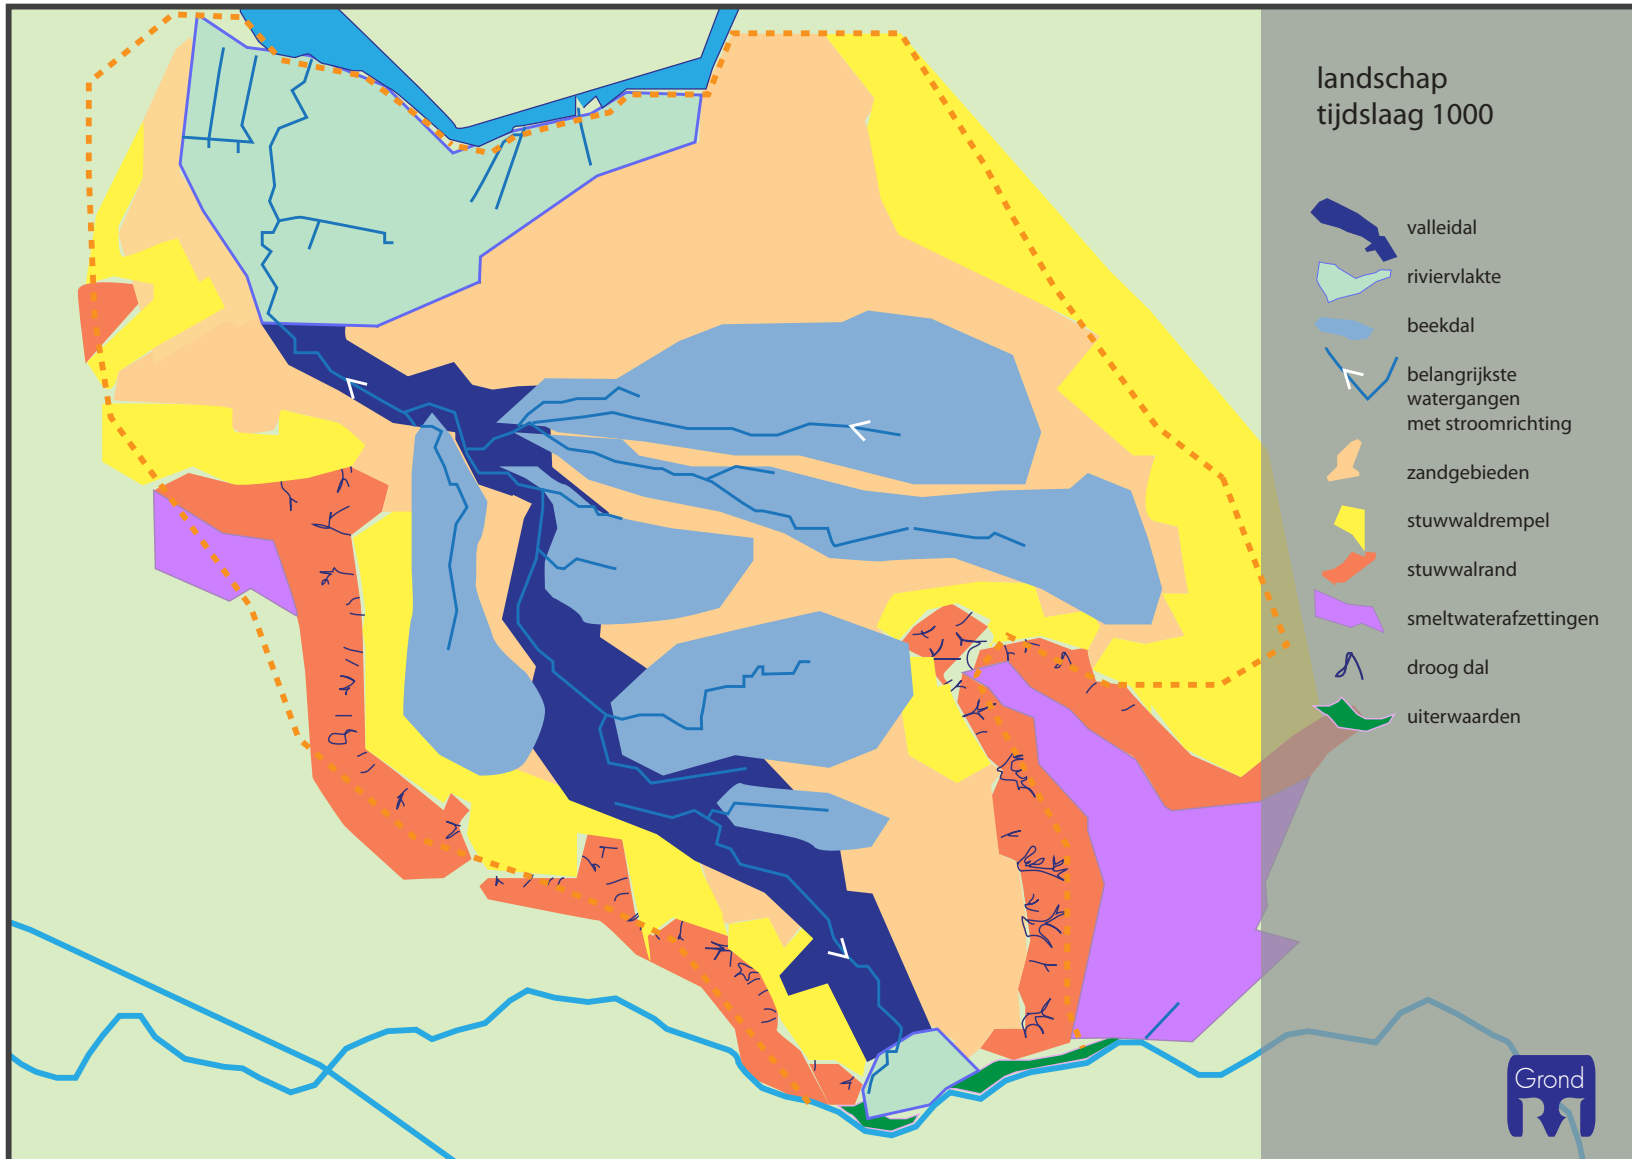 landschap
tijdslaag 1000
valleidal
riviervlakte
beekdal
belangrijkste
watergangen
met stroomrichting
zandgebieden
stuwwaldrempel
stuwwalrand
smeltwaterafzettingen
droog dal
uiterwaarden
Grond